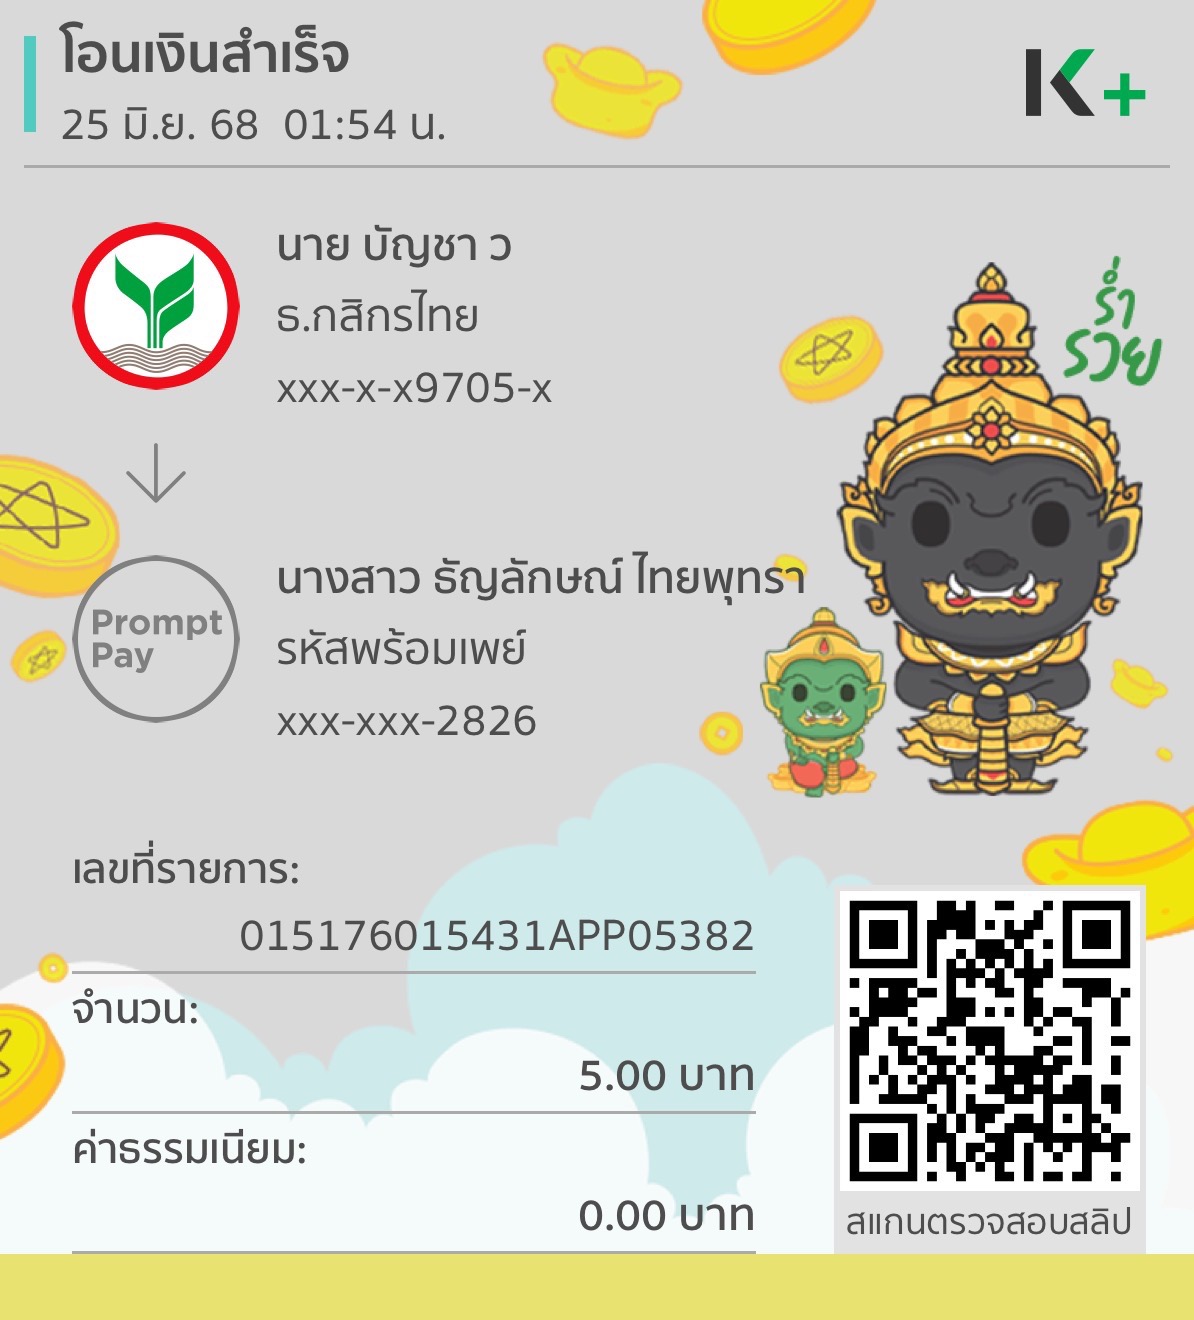 โอนเงินสำเร็จ
25 มิ.ย. 68 01:54 น.
K+
นาย บัญชา ว
ธ.กสิกรไทย
xxx-x-x9705-x
ร่ำ
รวย
Prompt
Pay
นางสาว ธัญลักษณ์ ไทยพุทรา
รหัสพร้อมเพย์
xxx-xxx-2826
เลขที่รายการ:
015176015431APP05382
จำนวน:
5.00 บาท
ค่าธรรมเนียม:
0.00 บาท
สแกนตรวจสอบสลิป